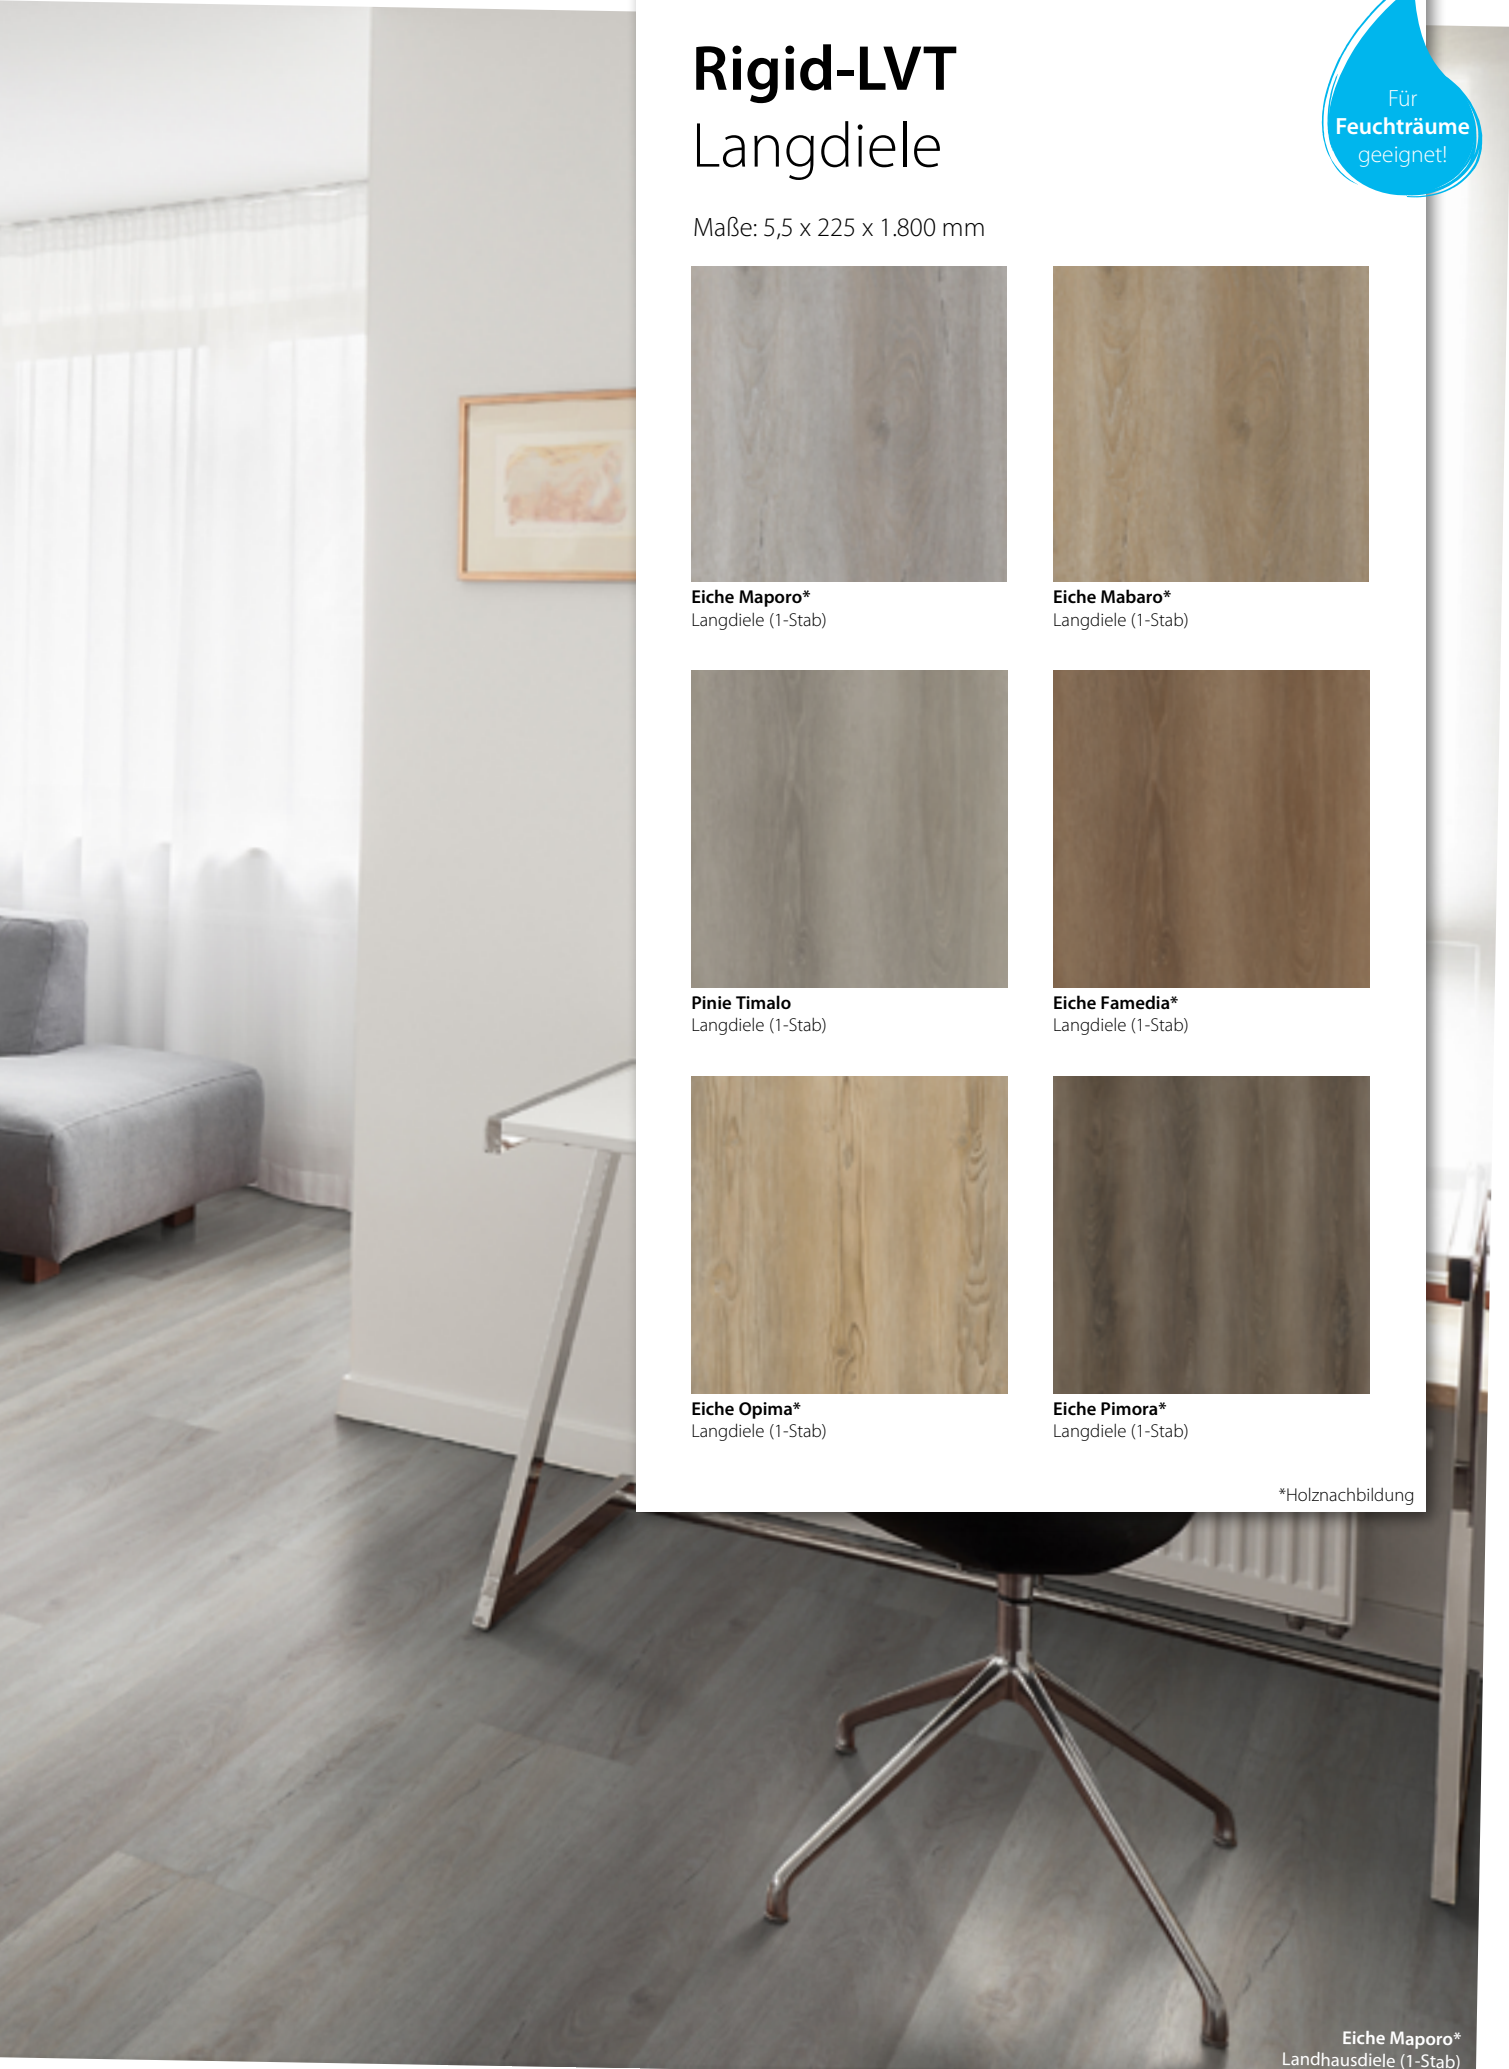 Rigid-LVT
Langdiele
Für
Feuchträume
geeignet!
Maße: 5,5 x 225 x 1.800 mm
Eiche Maporo*
Langdiele (1-Stab)
Eiche Mabaro*
Langdiele (1-Stab)
Pinie Timalo
Langdiele (1-Stab)
Eiche Famedia*
Langdiele (1-Stab)
Eiche Opima*
Langdiele (1-Stab)
Eiche Pimora*
Langdiele (1-Stab)
*Holznachbildung
Eiche Maporo*
Landhausdiele (1-Stab)